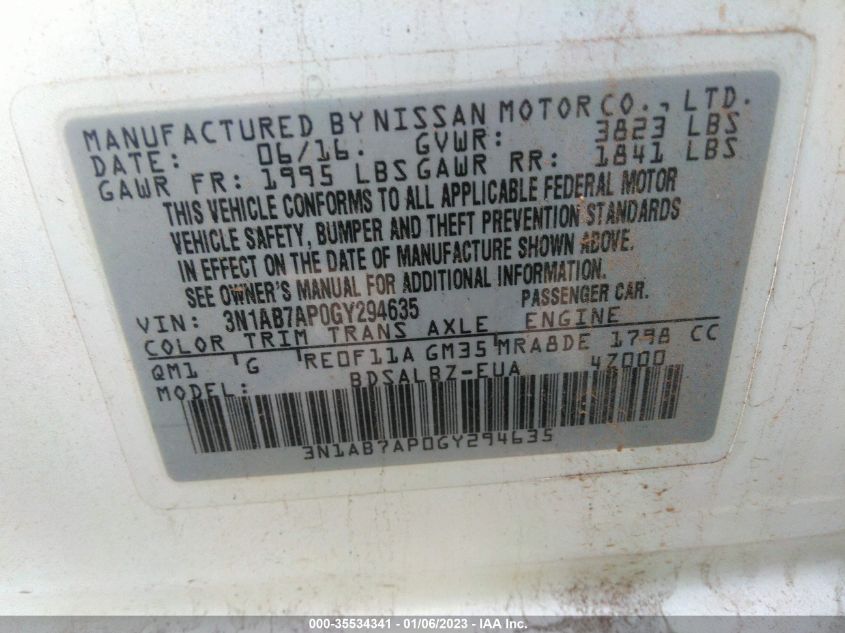 MANUFACTURED BY NISSAN MOTOR CO., LTD.
DATE: 06/16. GVWR: 3823 LBS
GAWR FR: 1995 LBS GAWR RR: 1841 LBS
THIS VEHICLE CONFORMS TO ALL APPLICABLE FEDERAL MOTOR
VEHICLE SAFETY, BUMPER AND THEFT PREVENTION STANDARDS
IN EFFECT ON THE DATE OF MANUFACTURE SHOWN ABOVE.
SEE OWNER'S MANUAL FOR ADDITIONAL INFORMATION.
VIN: 3N1AB7AP0GY294635 PASSENGER CAR.
COLOR TRIM TRANS AXLE ENGINE
QM1 G RE0F11A GM35 MRA8DE 1798 CC
MODEL: BDSALBZ-EUA 4Z000
3N1AB7AP0GY294635
000-35534341 - 01/06/2023 - IAA Inc.